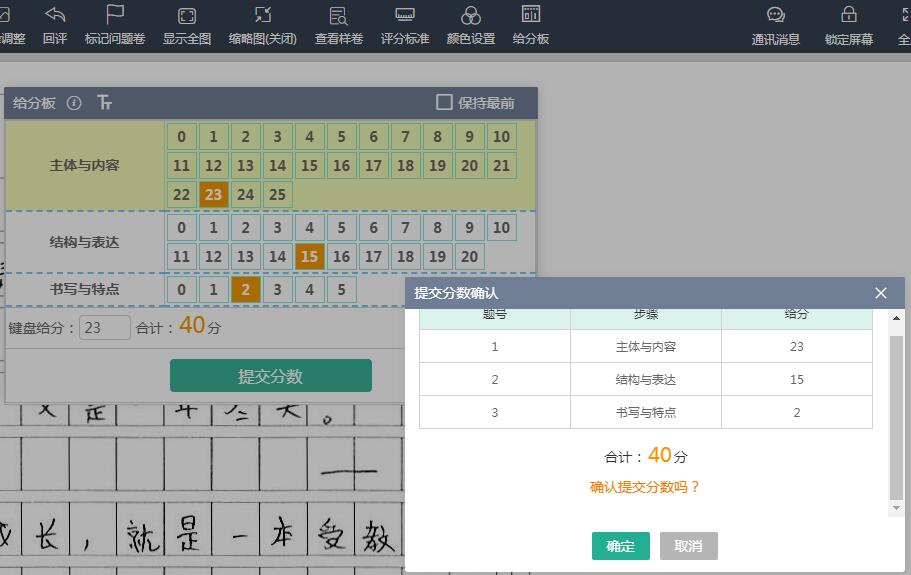 调整 回评 标记问题卷 显示全图 缩略图(关闭) 查看样卷 评分标准 颜色设置 给分板 通讯消息 锁定屏幕 全
给分板 保持最前
主体与内容
0 1 2 3 4 5 6 7 8 9 10
11 12 13 14 15 16 17 18 19 20 21
22 23 24 25
结构与表达
0 1 2 3 4 5 6 7 8 9 10
11 12 13 14 15 16 17 18 19 20
书写与特点
0 1 2 3 4 5
键盘给分：23 合计：40分
提交分数
提交分数确认
题号 步骤 给分
1 主体与内容 23
2 结构与表达 15
3 书写与特点 2
合计：40分
确认提交分数吗？
确定 取消
又是一年冬天。
——
成长，就是一本受教